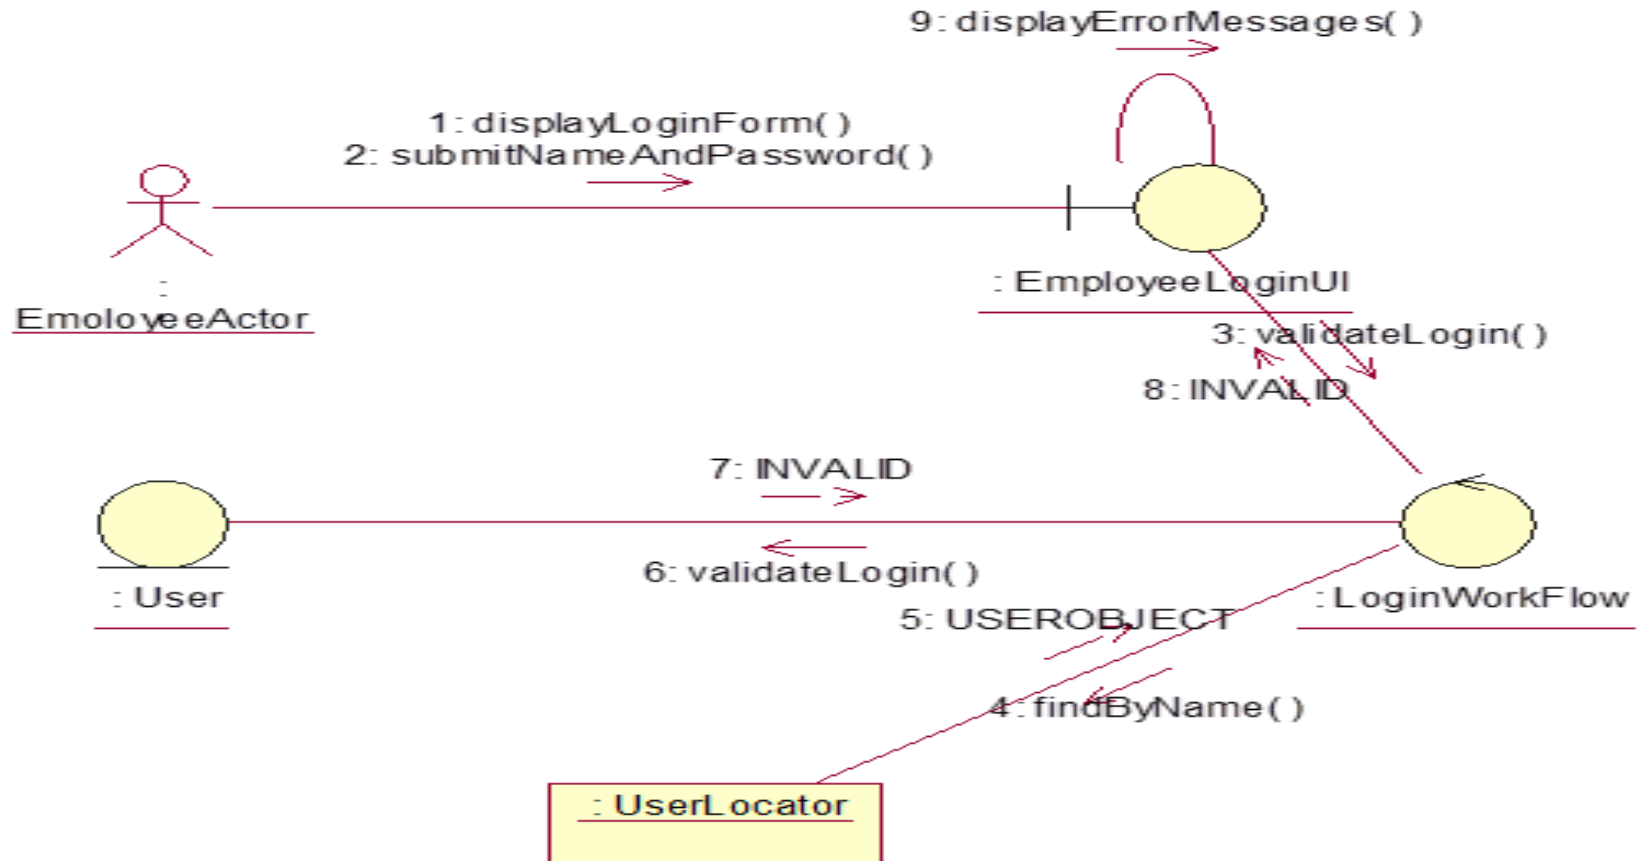 9: displayErrorMessages( )
1: displayLoginForm( )
2: submitNameAndPassword( )
:
EmoloyeeActor
: EmployeeLoginUI
3: validateLogin( )
8: INVALID
7: INVALID
6: validateLogin( )
: User
: LoginWorkFlow
5: USEROBJECT
4: findByName( )
: UserLocator